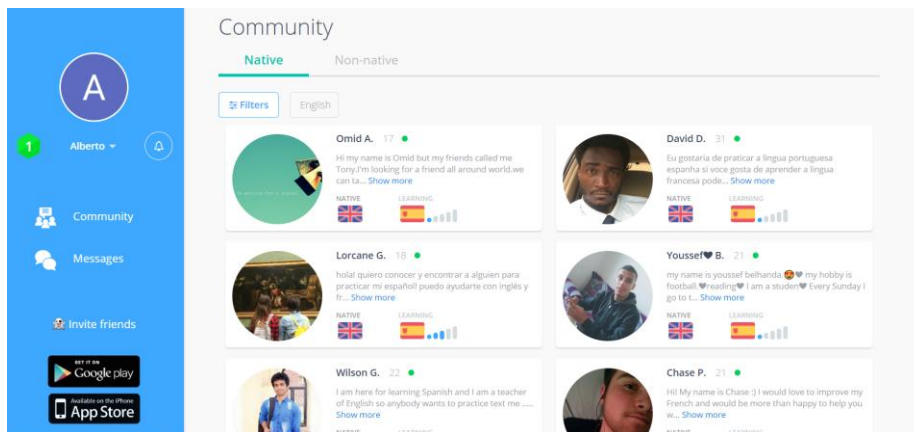 Community
Native Non-native
Filters English
A
1 Alberto
Community
Messages
Invite friends
GET IT ON
Google play
Available on the iPhone
App Store
Omid A. 17
Hi my name is Omid but my friends called me
Tony.I'm looking for a friend all around world.we
can ta... Show more
NATIVE LEARNING
David D. 31
Eu gostaria de praticar a lingua portuguesa
espanha si voce gosta de aprender a lingua
francesa pode... Show more
NATIVE LEARNING
Lorcane G. 18
hola! quiero conocer y encontrar a alguien para
practicar mi español! puedo ayudarte con inglés y
fr... Show more
NATIVE LEARNING
Youssef🖤 B. 21
my name is youssef belhanda.😍🖤 my hobby is
football.🖤reading🖤 I am a studen🖤 Every Sunday I
go to t... Show more
NATIVE LEARNING
Wilson G. 22
I am here for learning Spanish and I am a teacher
of English so anybody wants to practice text me .....
Show more
NATIVE LEARNING
Chase P. 21
Hi! My name is Chase :) I would love to improve my
French and would be more than happy to help you
w... Show more
NATIVE LEARNING